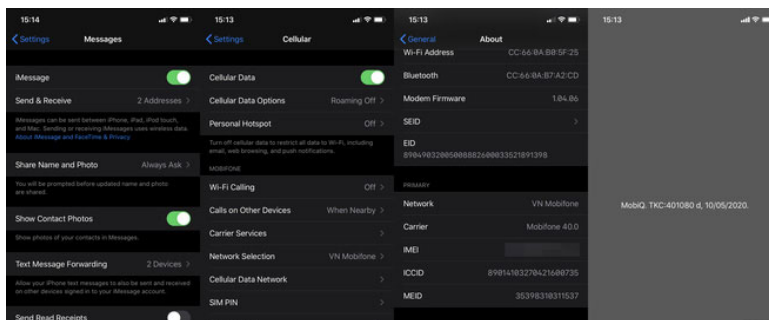 15:14
Settings
Messages
iMessage
Send & Receive
2 Addresses
iMessages can be sent between iPhone, iPad, iPod touch,
and Mac. Sending or receiving iMessages uses wireless data.
About iMessage and FaceTime & Privacy
Share Name and Photo
Always Ask
You will be prompted before updated name and photo
are shared.
Show Contact Photos
Show photos of your contacts in Messages.
Text Message Forwarding
2 Devices
Allow your iPhone text messages to also be sent and received
on other devices signed in to your iMessage account.
Send Read Receipts
15:13
Settings
Cellular
Cellular Data
Cellular Data Options
Roaming Off
Personal Hotspot
Off
Turn off cellular data to restrict all data to Wi-Fi, including
email, web browsing, and push notifications.
MOBIFONE
Wi-Fi Calling
Off
Calls on Other Devices
When Nearby
Carrier Services
Network Selection
VN Mobifone
Cellular Data Network
SIM PIN
15:13
General
About
Wi-Fi Address
CC:66:0A:B0:5F:25
Bluetooth
CC:66:0A:B7:A2:CD
Modem Firmware
1.04.06
SEID
EID
89049032005008882600033521891398
PRIMARY
Network
VN Mobifone
Carrier
Mobifone 40.0
IMEI
ICCID
89014103270421600735
MEID
35398310311537
15:13
MobiQ. TKC:401080 d, 10/05/2020.